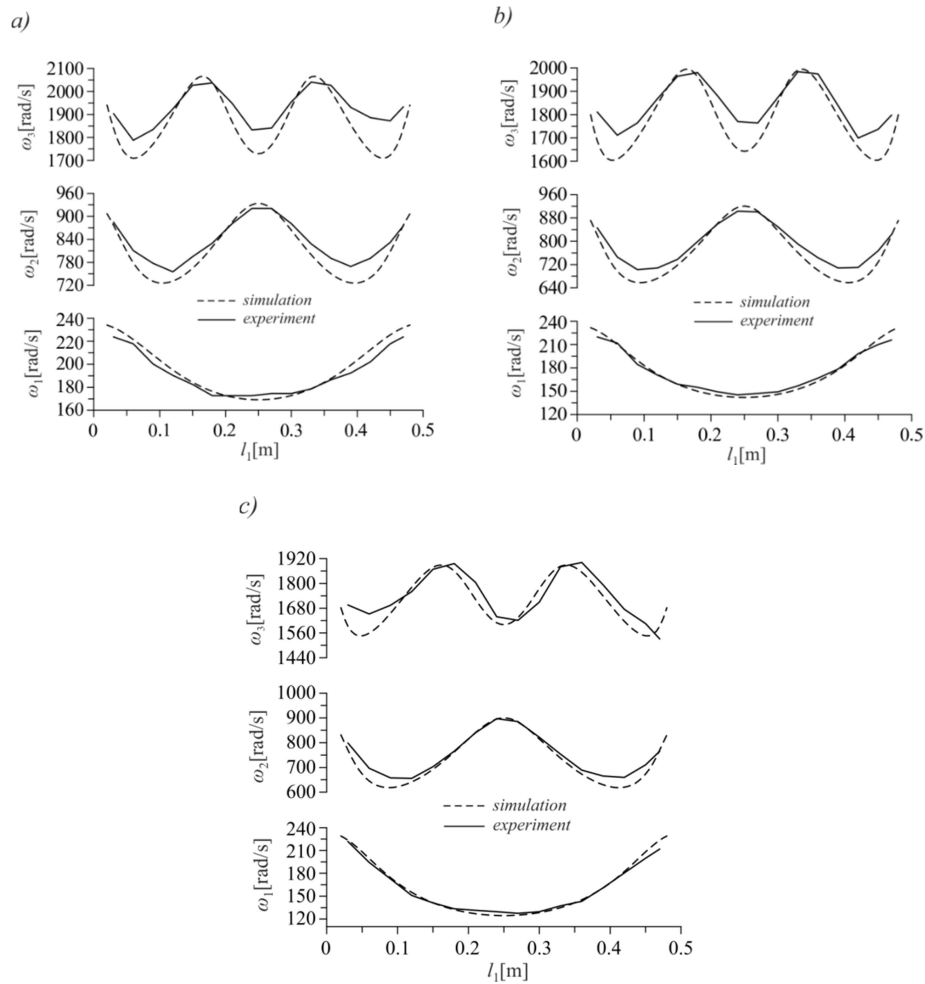 a)
ω3[rad/s]
2100
2000
1900
1800
1700
ω2[rad/s]
960
900
840
780
720
simulation
experiment
ω1[rad/s]
240
220
200
180
160
0 0.1 0.2 0.3 0.4 0.5
l1[m]
b)
ω3[rad/s]
2000
1900
1800
1700
1600
ω2[rad/s]
960
880
800
720
640
simulation
experiment
ω1[rad/s]
240
210
180
150
120
0 0.1 0.2 0.3 0.4 0.5
l1[m]
c)
ω3[rad/s]
1920
1800
1680
1560
1440
ω2[rad/s]
1000
900
800
700
600
simulation
experiment
ω1[rad/s]
240
210
180
150
120
0 0.1 0.2 0.3 0.4 0.5
l1[m]